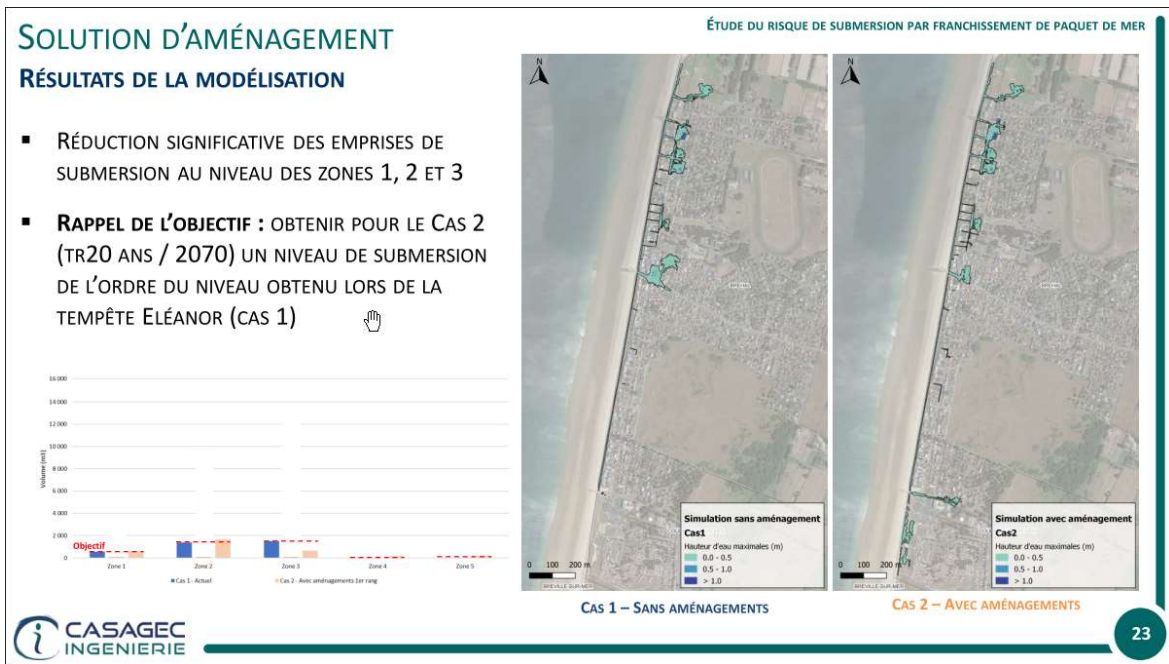 ÉTUDE DU RISQUE DE SUBMERSION PAR FRANCHISSEMENT DE PAQUET DE MER
SOLUTION D’AMÉNAGEMENT
RÉSULTATS DE LA MODÉLISATION
▪ RÉDUCTION SIGNIFICATIVE DES EMPRISES DE
SUBMERSION AU NIVEAU DES ZONES 1, 2 ET 3
▪ RAPPEL DE L’OBJECTIF : OBTENIR POUR LE CAS 2
(TR20 ANS / 2070) UN NIVEAU DE SUBMERSION
DE L’ORDRE DU NIVEAU OBTENU LORS DE LA
TEMPÊTE ELÉANOR (CAS 1)
Volume (m3)
16 000
14 000
12 000
10 000
8 000
6 000
4 000
2 000
0
Objectif
Zone 1 Zone 2 Zone 3 Zone 4 Zone 5
Cas 1 - Actuel Cas 2 - Avec aménagements 1er rang
N
Simulation sans aménagement
Cas1
Hauteur d'eau maximales (m)
0.0 - 0.5
0.5 - 1.0
> 1.0
0 100 200 m
BREVILLE-SUR-MER
CAS 1 – SANS AMÉNAGEMENTS
N
Simulation avec aménagement
Cas2
Hauteur d'eau maximales (m)
0.0 - 0.5
0.5 - 1.0
> 1.0
0 100 200 m
BREVILLE-SUR-MER
CAS 2 – AVEC AMÉNAGEMENTS
CASAGEC
INGENIERIE
23